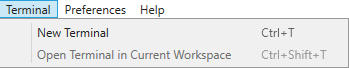 Terminal Preferences Help
New Terminal Ctrl+T
Open Terminal in Current Workspace Ctrl+Shift+T